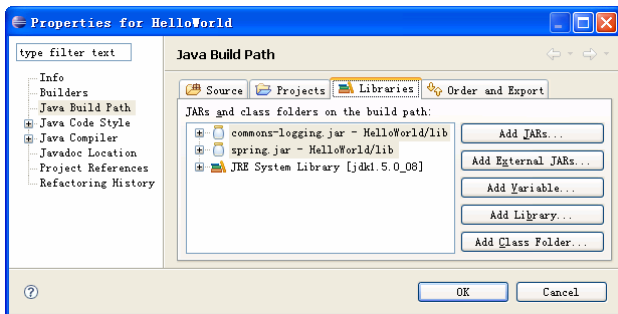 Properties for HelloWorld
type filter text
Java Build Path
Info
Builders
Java Build Path
Java Code Style
Java Compiler
Javadoc Location
Project References
Refactoring History
Source Projects Libraries Order and Export
JARs and class folders on the build path:
commons-logging.jar - HelloWorld/lib
spring.jar - HelloWorld/lib
JRE System Library [jdk1.5.0_08]
Add JARs...
Add External JARs...
Add Variable...
Add Library...
Add Class Folder...
OK Cancel